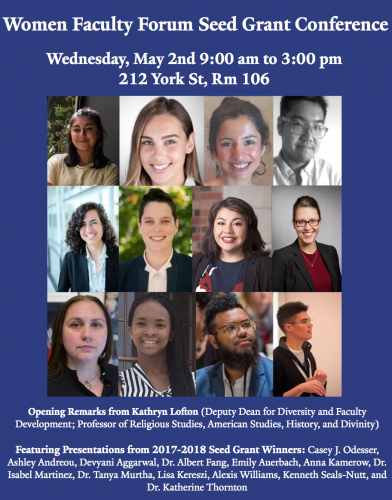 Women Faculty Forum Seed Grant Conference
Wednesday, May 2nd 9:00 am to 3:00 pm
212 York St, Rm 106
Opening Remarks from Kathryn Lofton (Deputy Dean for Diversity and Faculty
Development; Professor of Religious Studies, American Studies, History, and Divinity)
Featuring Presentations from 2017-2018 Seed Grant Winners: Casey J. Odesser,
Ashley Andreou, Devyani Aggarwal, Dr. Albert Fang, Emily Auerbach, Anna Kamerow, Dr.
Isabel Martinez, Dr. Tanya Murtha, Lisa Kereszi, Alexis Williams, Kenneth Seals-Nutt, and
Dr. Katherine Thornton